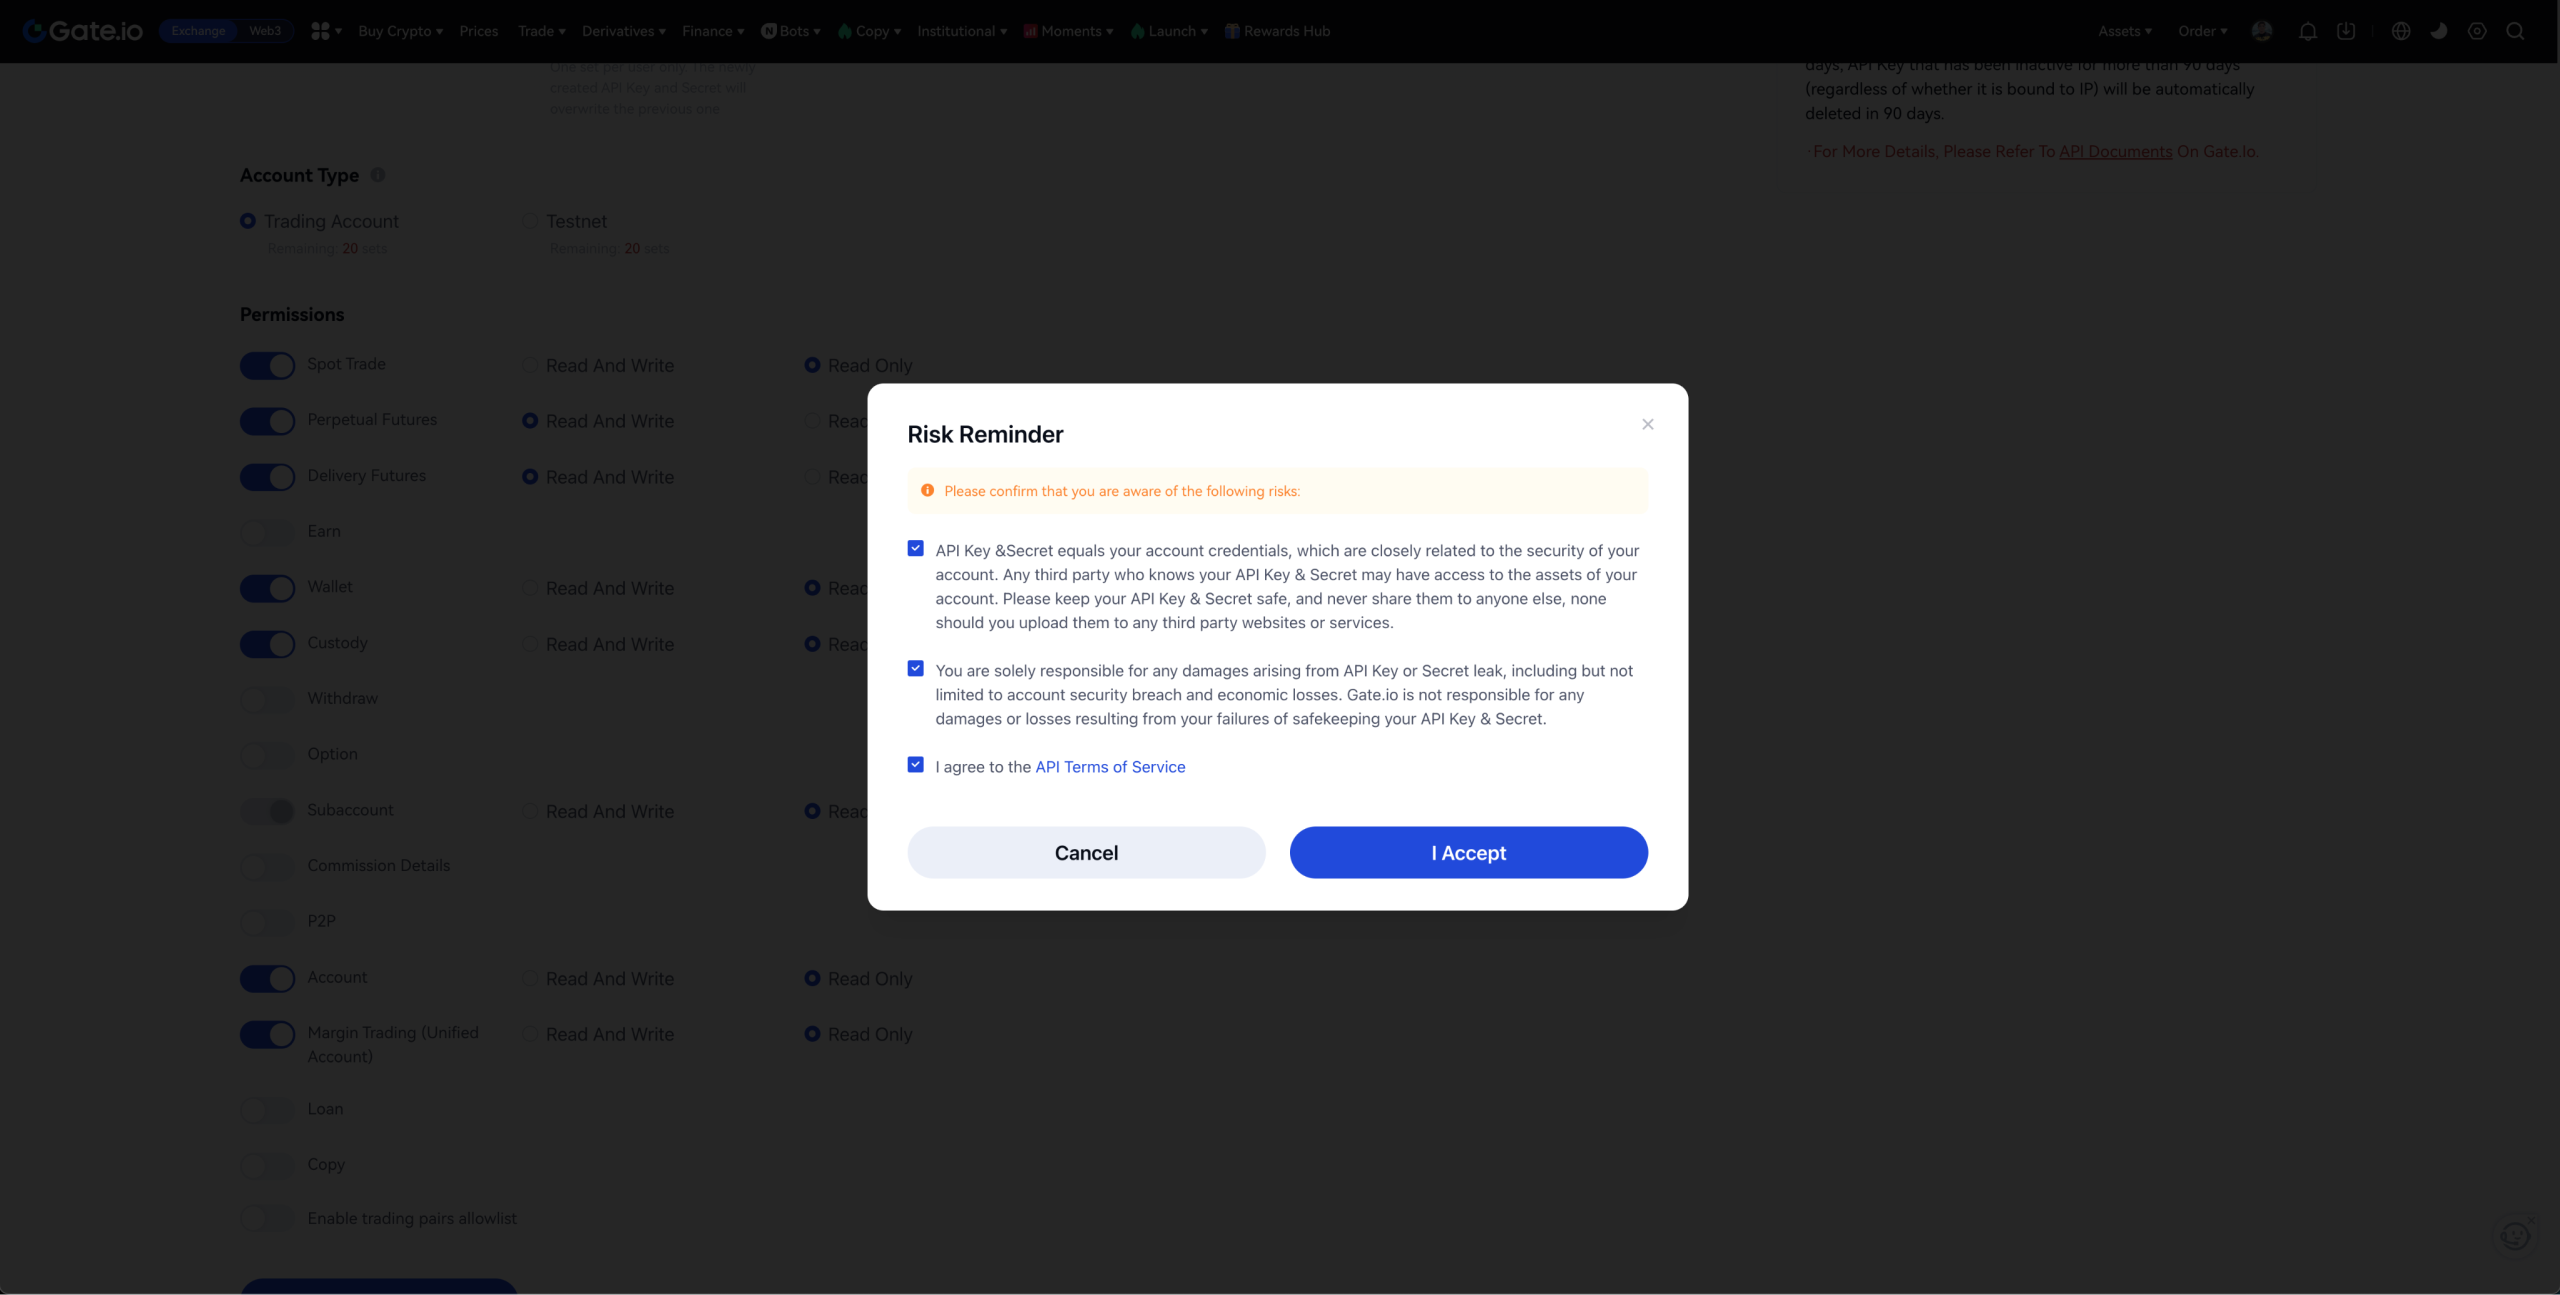 Gate.io Exchange Web3 Buy Crypto Prices Trade Derivatives Finance Bots Copy Institutional Moments Launch Rewards Hub Assets Order
One set per user only. The newly
created API Key and Secret will
overwrite the previous one
days, API Key that has been inactive for more than 90 days
(regardless of whether it is bound to IP) will be automatically
deleted in 90 days.
· For More Details, Please Refer To API Documents On Gate.Io.
Account Type
Trading Account
Remaining: 20 sets
Testnet
Remaining: 20 sets
Permissions
Spot Trade Read And Write Read Only
Perpetual Futures Read And Write Read
Delivery Futures Read And Write Read
Earn
Wallet Read And Write Read
Custody Read And Write Read
Withdraw
Option
Subaccount Read And Write Read
Commission Details
P2P
Account Read And Write Read Only
Margin Trading (Unified
Account)
Read And Write Read Only
Loan
Copy
Enable trading pairs allowlist
Risk Reminder
Please confirm that you are aware of the following risks:
API Key &Secret equals your account credentials, which are closely related to the security of your
account. Any third party who knows your API Key & Secret may have access to the assets of your
account. Please keep your API Key & Secret safe, and never share them to anyone else, none
should you upload them to any third party websites or services.
You are solely responsible for any damages arising from API Key or Secret leak, including but not
limited to account security breach and economic losses. Gate.io is not responsible for any
damages or losses resulting from your failures of safekeeping your API Key & Secret.
I agree to the API Terms of Service
Cancel
I Accept